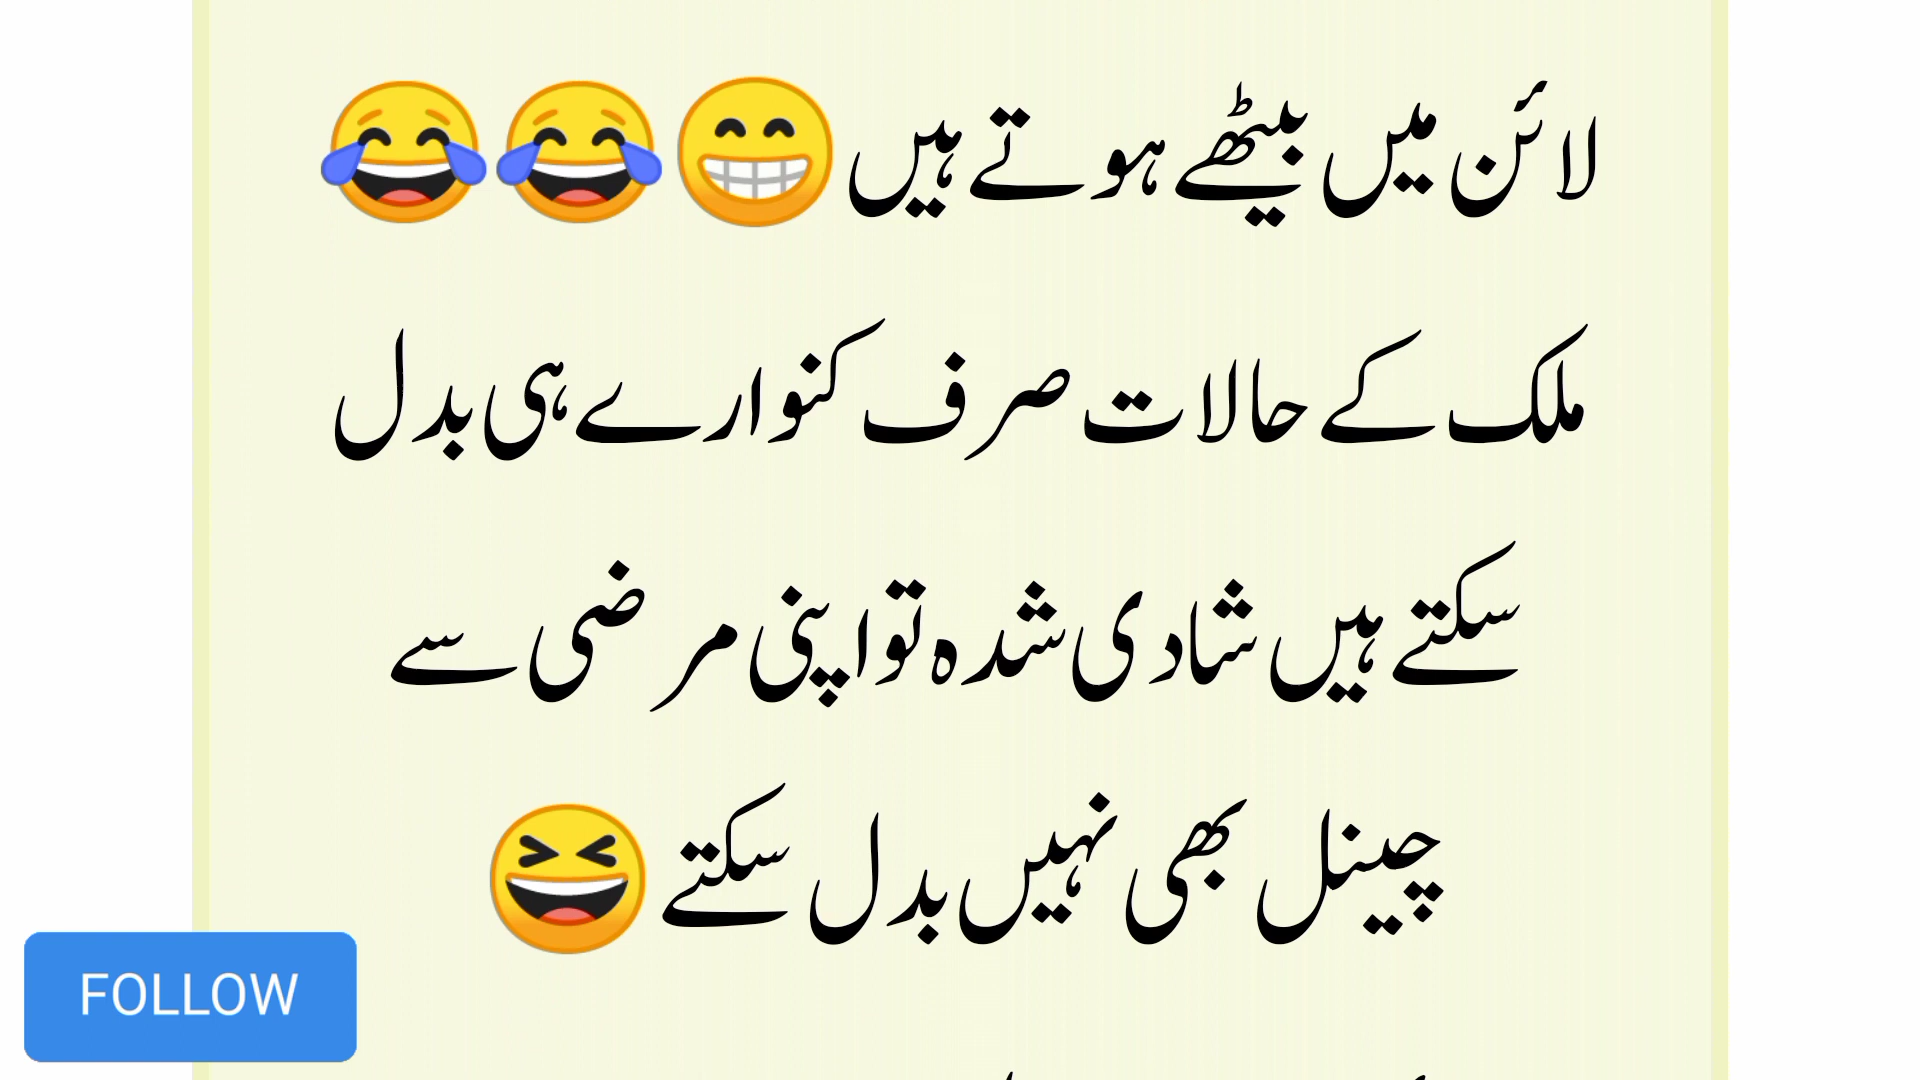 لائن میں بیٹھے ہوتے ہیں 😁😂😂
ملک کے حالات صرف کنوارے ہی بدل
سکتے ہیں شادی شدہ تو اپنی مرضی سے
چینل بھی نہیں بدل سکتے 😆
FOLLOW